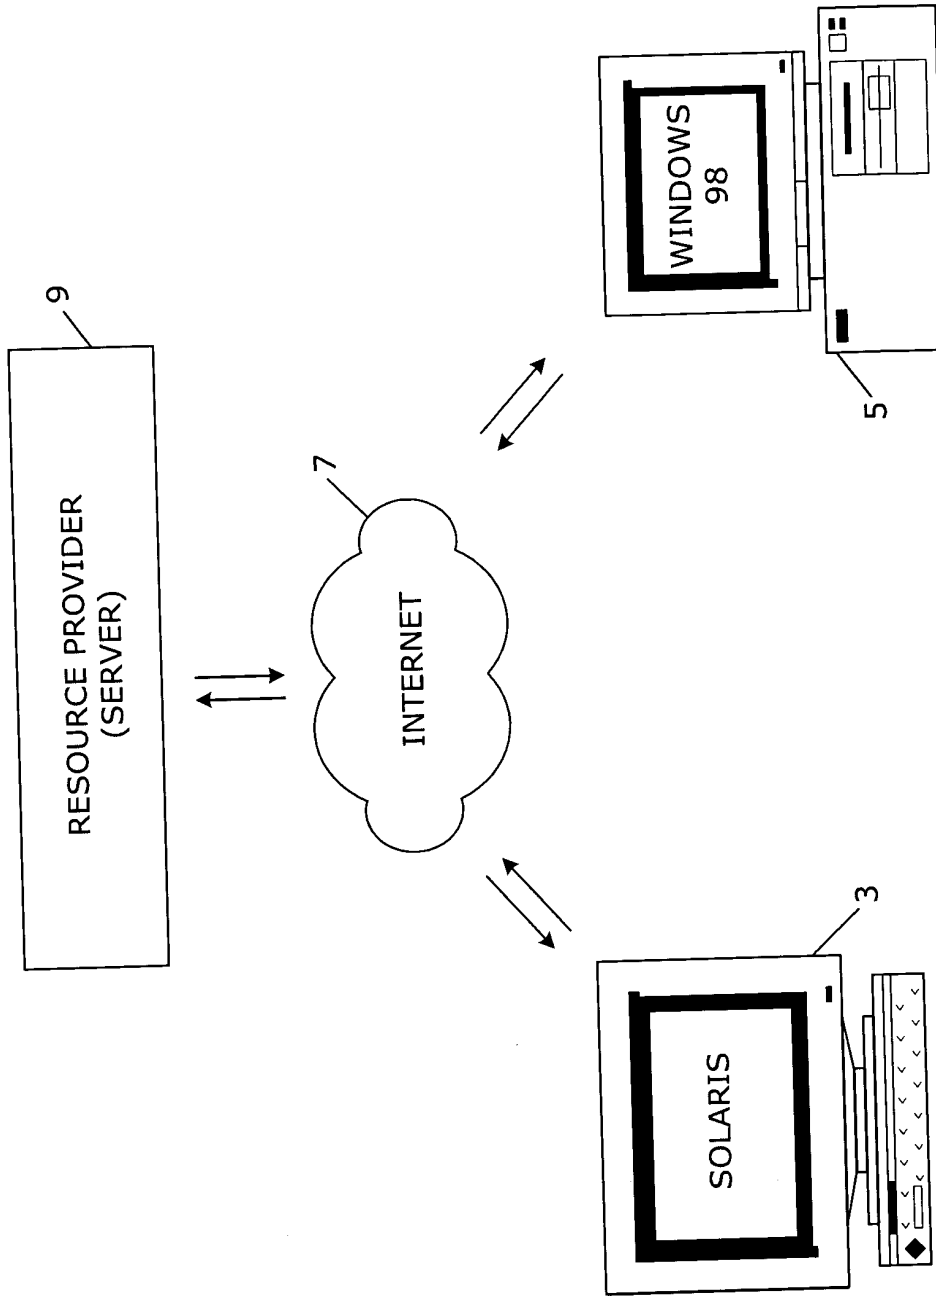 RESOURCE PROVIDER
(SERVER)
9
INTERNET
7
SOLARIS
3
WINDOWS
98
5